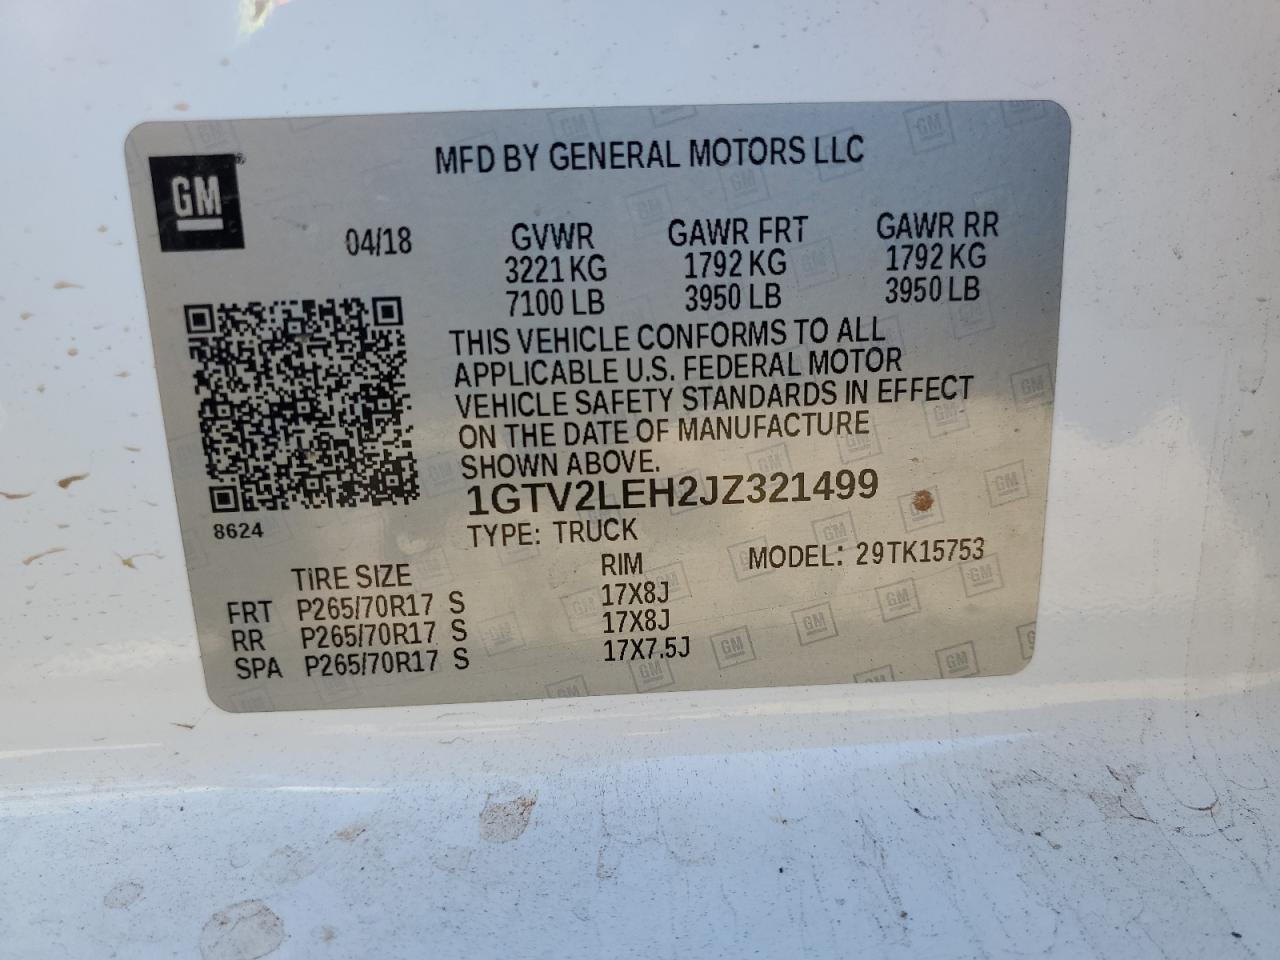 MFD BY GENERAL MOTORS LLC
GM
04/18 GVWR GAWR FRT GAWR RR
3221 KG 1792 KG 1792 KG
7100 LB 3950 LB 3950 LB
THIS VEHICLE CONFORMS TO ALL
APPLICABLE U.S. FEDERAL MOTOR
VEHICLE SAFETY STANDARDS IN EFFECT
ON THE DATE OF MANUFACTURE
SHOWN ABOVE.
1GTV2LEH2JZ321499
8624
TYPE: TRUCK
MODEL: 29TK15753
TIRE SIZE RIM
FRT P265/70R17 S 17X8J
RR P265/70R17 S 17X8J
SPA P265/70R17 S 17X7.5J